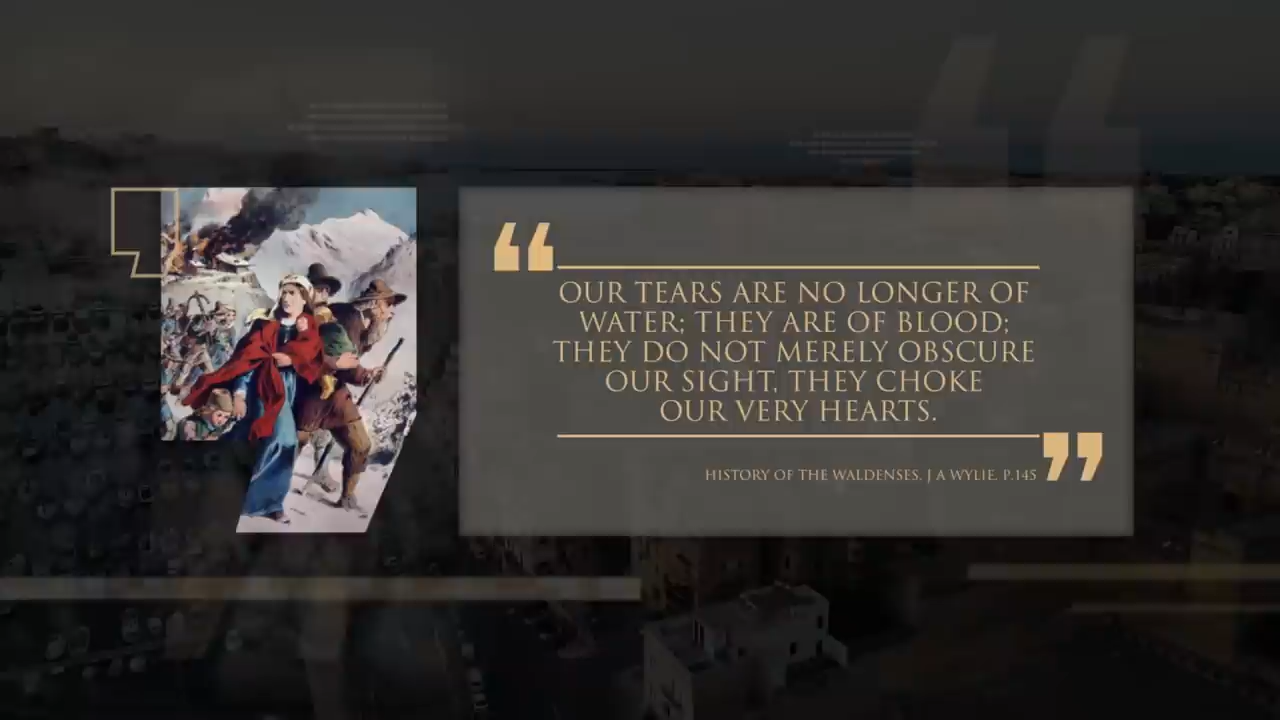 “
OUR TEARS ARE NO LONGER OF
WATER; THEY ARE OF BLOOD;
THEY DO NOT MERELY OBSCURE
OUR SIGHT, THEY CHOKE
OUR VERY HEARTS.
”
HISTORY OF THE WALDENSES, J A WYLIE, P.145